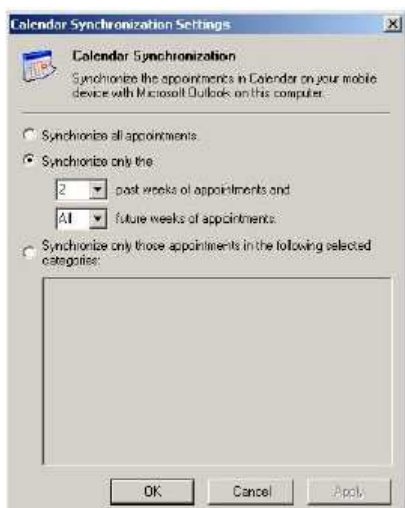 Calendar Synchronization Settings
Calendar Synchronization
Synchronize the appointments in Calendar on your mobile
device with Microsoft Outlook on this computer.
Synchronize all appointments.
Synchronize only the
2 past weeks of appointments and
All future weeks of appointments.
Synchronize only those appointments in the following selected
categories:
OK Cancel Apply